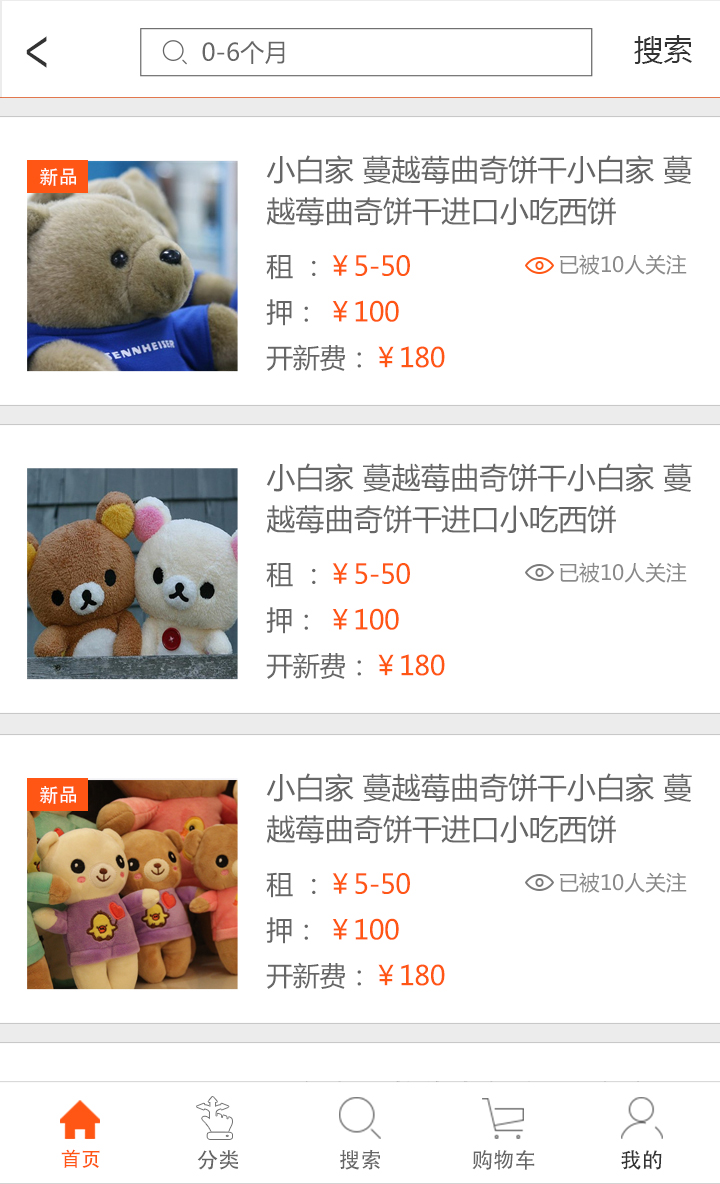 0-6个月
搜索
新品
小白家 蔓越莓曲奇饼干小白家 蔓
越莓曲奇饼干进口小吃西饼
租 ：￥5-50
已被10人关注
押： ￥100
开新费：￥180
SENNHEISER
小白家 蔓越莓曲奇饼干小白家 蔓
越莓曲奇饼干进口小吃西饼
租 ：￥5-50
已被10人关注
押： ￥100
开新费：￥180
新品
小白家 蔓越莓曲奇饼干小白家 蔓
越莓曲奇饼干进口小吃西饼
租 ：￥5-50
已被10人关注
押： ￥100
开新费：￥180
首页
分类
搜索
购物车
我的